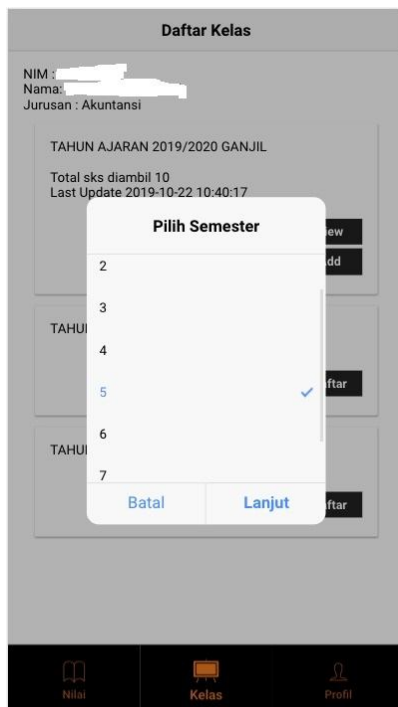 Daftar Kelas
NIM :
Nama:
Jurusan : Akuntansi
TAHUN AJARAN 2019/2020 GANJIL
Total sks diambil 10
Last Update 2019-10-22 10:40:17
Pilih Semester
2
3
4
5
6
7
Batal Lanjut
Nilai Kelas Profil